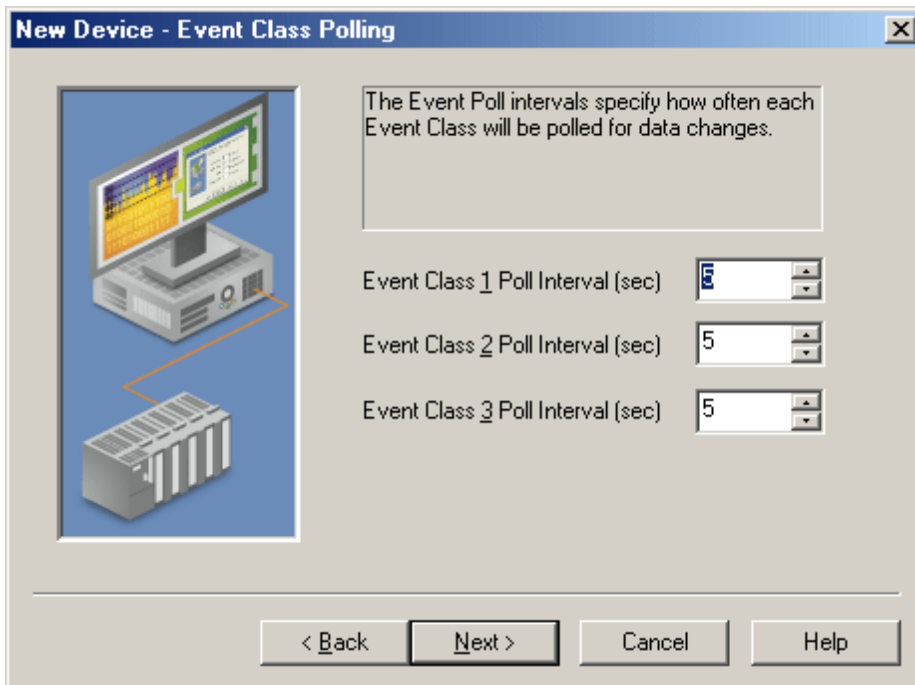 New Device - Event Class Polling
The Event Poll intervals specify how often each
Event Class will be polled for data changes.
Event Class 1 Poll Interval (sec) 5
Event Class 2 Poll Interval (sec) 5
Event Class 3 Poll Interval (sec) 5
< Back Next > Cancel Help